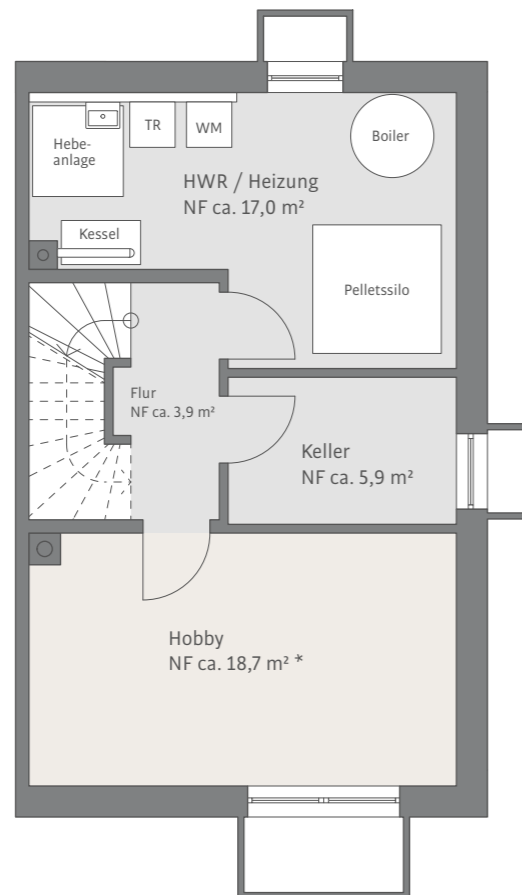 Hebe-
anlage
TR
WM
Boiler
HWR / Heizung
NF ca. 17,0 m²
Kessel
Pelletssilo
Flur
NF ca. 3,9 m²
Keller
NF ca. 5,9 m²
Hobby
NF ca. 18,7 m² *